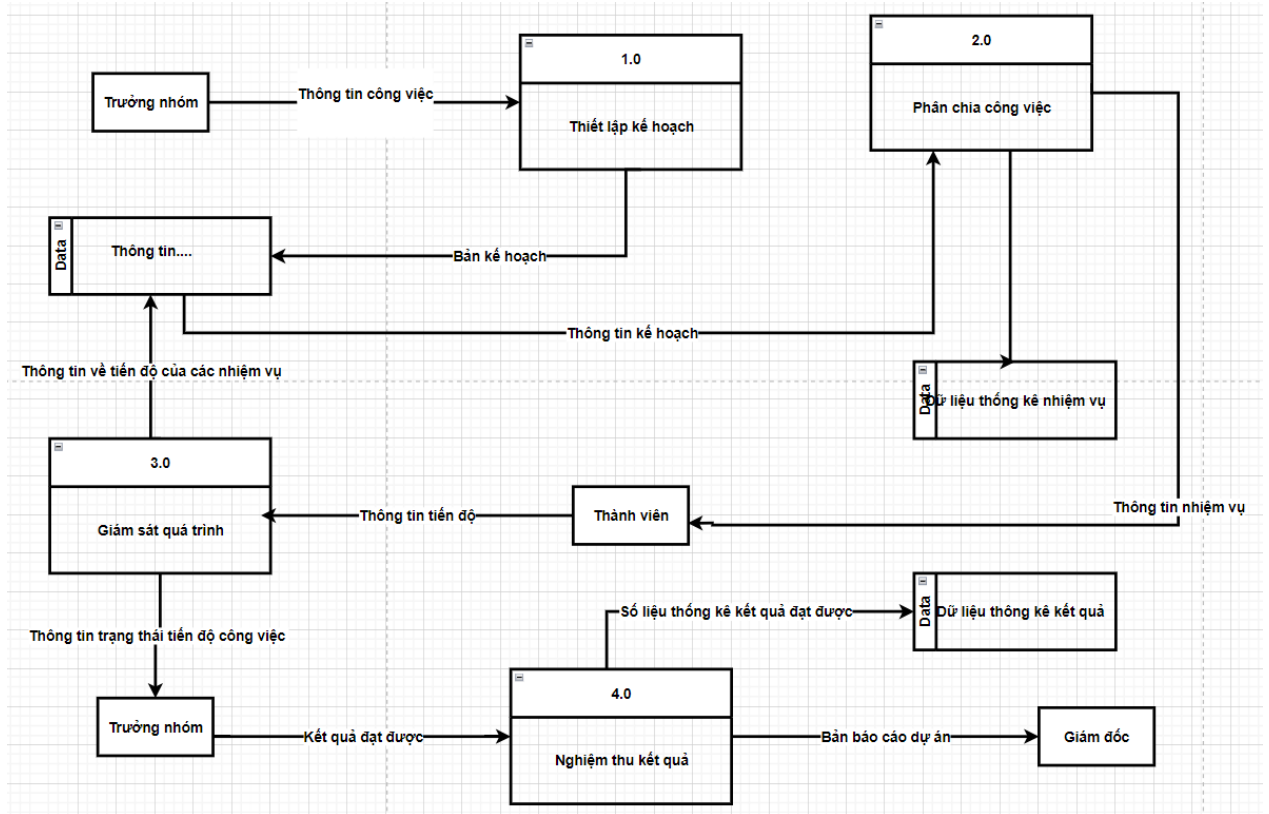 2.0
1.0
Trưởng nhóm
Thông tin công việc
Thiết lập kế hoạch
Phân chia công việc
Data
Thông tin....
Bản kế hoạch
Thông tin kế hoạch
Thông tin về tiến độ của các nhiệm vụ
Data
Dữ liệu thống kê nhiệm vụ
3.0
Giám sát quá trình
Thông tin tiến độ
Thành viên
Thông tin nhiệm vụ
Số liệu thống kê kết quả đạt được
Data
Dữ liệu thông kê kết quả
Thông tin trạng thái tiến độ công việc
4.0
Trưởng nhóm
Kết quả đạt được
Nghiệm thu kết quả
Bản báo cáo dự án
Giám đốc